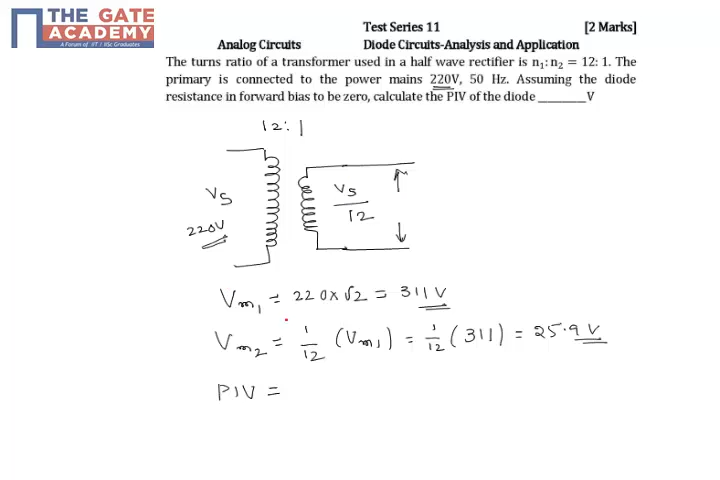 THE GATE
ACADEMY
A Forum of IIT / IISc Graduates
Test Series 11 [2 Marks]
Analog Circuits Diode Circuits-Analysis and Application
The turns ratio of a transformer used in a half wave rectifier is n₁: n₂ = 12: 1. The
primary is connected to the power mains 220V, 50 Hz. Assuming the diode
resistance in forward bias to be zero, calculate the PIV of the diode ________V
12:1
Vs
220V
Vs/12
Vm₁ = 220 x √2 = 311 V
Vm₂ = 1/12 (Vm₁) = 1/12 (311) = 25.9 V
PIV =